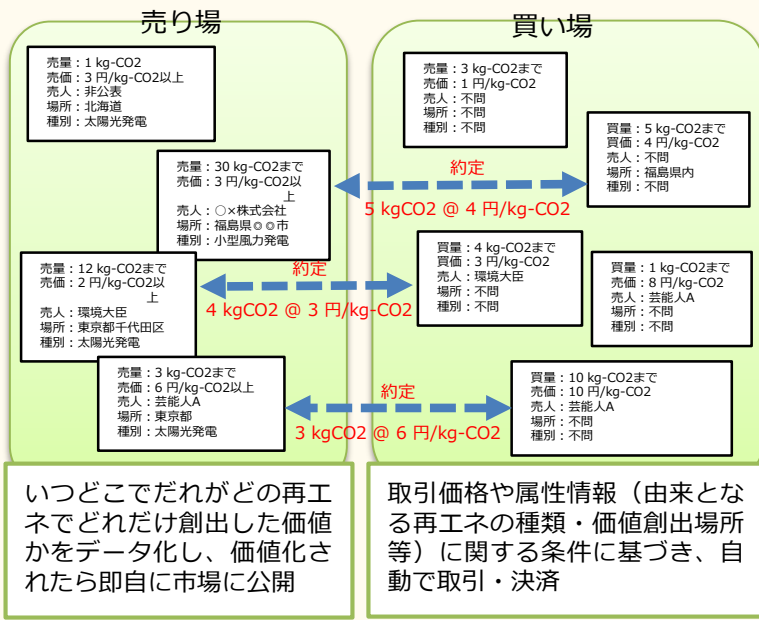 売り場
売量：1 kg-CO2
売価：3 円/kg-CO2以上
売人：非公表
場所：北海道
種別：太陽光発電
売量：30 kg-CO2まで
売価：3 円/kg-CO2以
上
売人：○×株式会社
場所：福島県◎◎市
種別：小型風力発電
売量：12 kg-CO2まで
売価：2 円/kg-CO2以
上
売人：環境大臣
場所：東京都千代田区
種別：太陽光発電
売量：3 kg-CO2まで
売価：6 円/kg-CO2以上
売人：芸能人A
場所：東京都
種別：太陽光発電
約定
5 kgCO2 @ 4 円/kg-CO2
約定
4 kgCO2 @ 3 円/kg-CO2
約定
3 kgCO2 @ 6 円/kg-CO2
買い場
売量：3 kg-CO2まで
売価：1 円/kg-CO2
売人：不問
場所：不問
種別：不問
買量：5 kg-CO2まで
買価：4 円/kg-CO2
売人：不問
場所：福島県内
種別：不問
買量：4 kg-CO2まで
買価：3 円/kg-CO2
売人：環境大臣
場所：不問
種別：不問
買量：1 kg-CO2まで
売価：8 円/kg-CO2
売人：芸能人A
場所：不問
種別：不問
買量：10 kg-CO2まで
売価：10 円/kg-CO2
売人：芸能人A
場所：不問
種別：不問
いつどこでだれがどの再エ
ネでどれだけ創出した価値
かをデータ化し、価値化さ
れたら即自に市場に公開
取引価格や属性情報（由来とな
る再エネの種類・価値創出場所
等）に関する条件に基づき、自
動で取引・決済